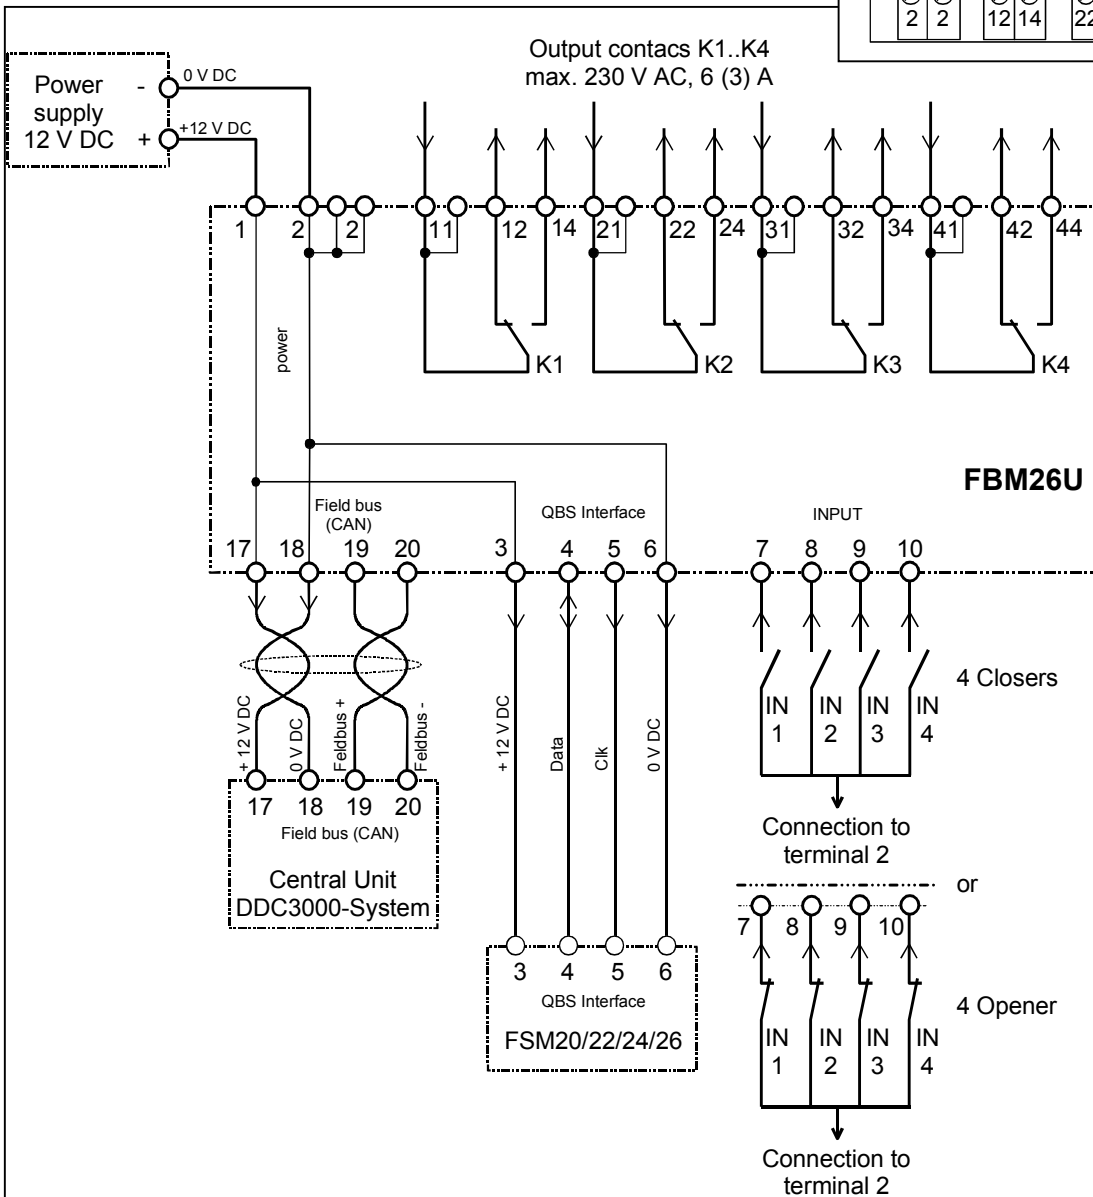 2 2 12 14 22
Output contacs K1..K4
max. 230 V AC, 6 (3) A
Power
supply
12 V DC
-
+
0 V DC
+12 V DC
1 2 2 11 12 14 21 22 24 31 32 34 41 42 44
power
K1 K2 K3 K4
FBM26U
Field bus
(CAN)
QBS Interface
INPUT
17 18 19 20 3 4 5 6 7 8 9 10
+ 12 V DC
0 V DC
Feldbus +
Feldbus -
+ 12 V DC
Data
Clk
0 V DC
IN IN IN IN
1 2 3 4
4 Closers
17 18 19 20
Field bus (CAN)
Central Unit
DDC3000-System
Connection to
terminal 2
or
7 8 9 10
3 4 5 6
QBS Interface
FSM20/22/24/26
4 Opener
IN IN IN IN
1 2 3 4
Connection to
terminal 2